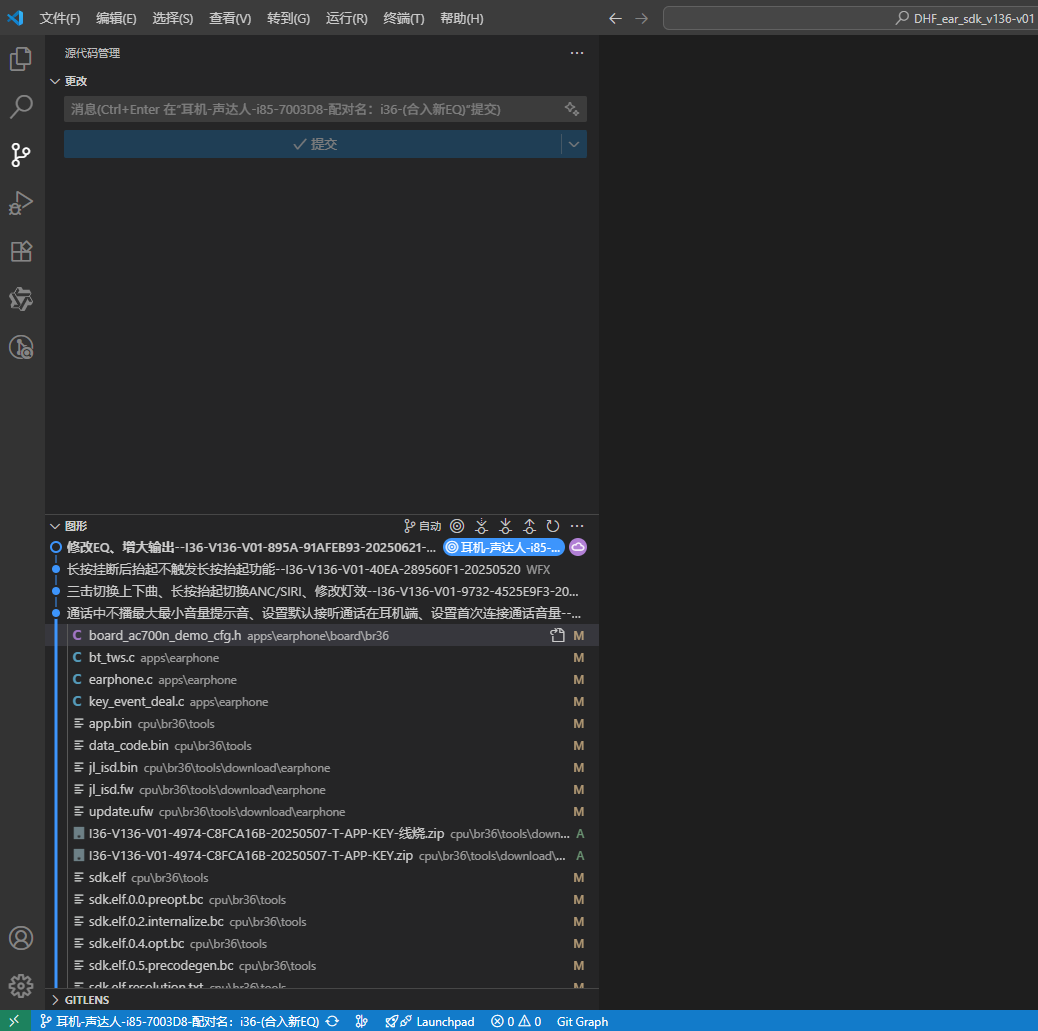 文件(F) 编辑(E) 选择(S) 查看(V) 转到(G) 运行(R) 终端(T) 帮助(H) DHF_ear_sdk_v136-v01
源代码管理
更改
消息(Ctrl+Enter 在"耳机-声达人-i85-7003D8-配对名：i36-(合入新EQ)"提交)
提交
图形 自动
修改EQ、增大输出--I36-V136-V01-895A-91AFEB93-20250621-... 耳机-声达人-i85-...
长按挂断后抬起不触发长按抬起功能--I36-V136-V01-40EA-289560F1-20250520 WFX
三击切换上下曲、长按抬起切换ANC/SIRI、修改灯效--I36-V136-V01-9732-4525E9F3-20...
通话中不播最大最小音量提示音、设置默认接听通话在耳机端、设置首次连接通话音量--...
C board_ac700n_demo_cfg.h apps\earphone\board\br36 M
C bt_tws.c apps\earphone M
C earphone.c apps\earphone M
C key_event_deal.c apps\earphone M
app.bin cpu\br36\tools M
data_code.bin cpu\br36\tools M
jl_isd.bin cpu\br36\tools\download\earphone M
jl_isd.fw cpu\br36\tools\download\earphone M
update.ufw cpu\br36\tools\download\earphone M
I36-V136-V01-4974-C8FCA16B-20250507-T-APP-KEY-线烧.zip cpu\br36\tools\down... A
I36-V136-V01-4974-C8FCA16B-20250507-T-APP-KEY.zip cpu\br36\tools\download\... A
sdk.elf cpu\br36\tools M
sdk.elf.0.0.preopt.bc cpu\br36\tools M
sdk.elf.0.2.internalize.bc cpu\br36\tools M
sdk.elf.0.4.opt.bc cpu\br36\tools M
sdk.elf.0.5.precodegen.bc cpu\br36\tools M
sdk.elf.resolution.txt cpu\br36\tools M
GITLENS
耳机-声达人-i85-7003D8-配对名：i36-(合入新EQ) Launchpad 0 0 Git Graph